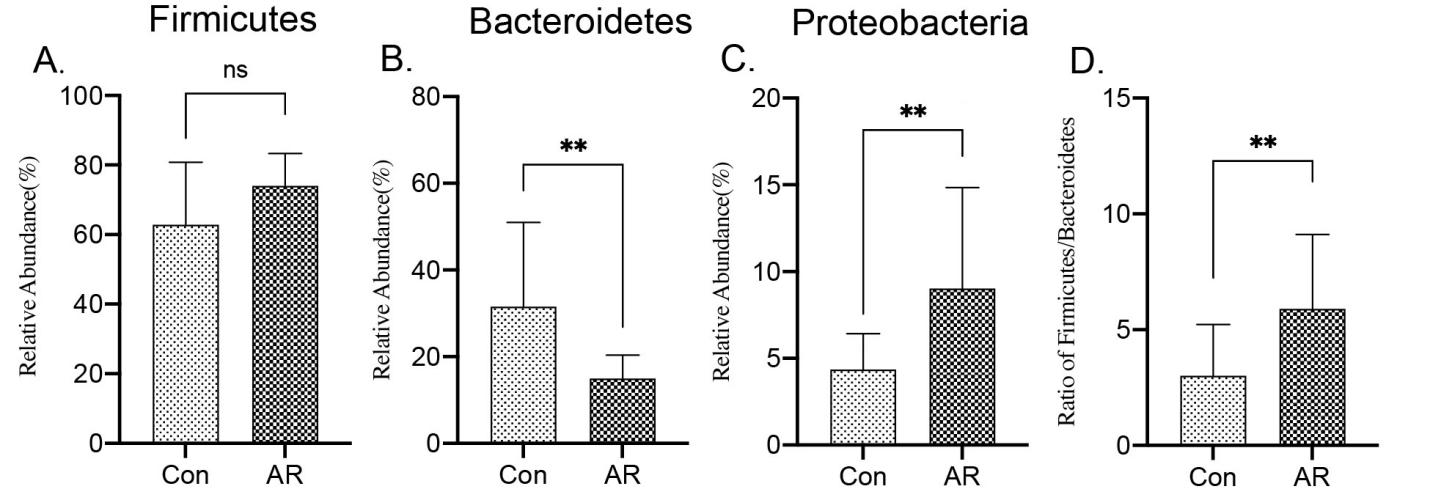 Firmicutes
Bacteroidetes
Proteobacteria
A.
ns
Relative Abundance(%)
100
80
60
40
20
0
Con AR
B.
**
Relative Abundance(%)
80
60
40
20
0
Con AR
C.
**
Relative Abundance(%)
20
15
10
5
0
Con AR
D.
**
Ratio of Firmicutes/Bacteroidetes
15
10
5
0
Con AR